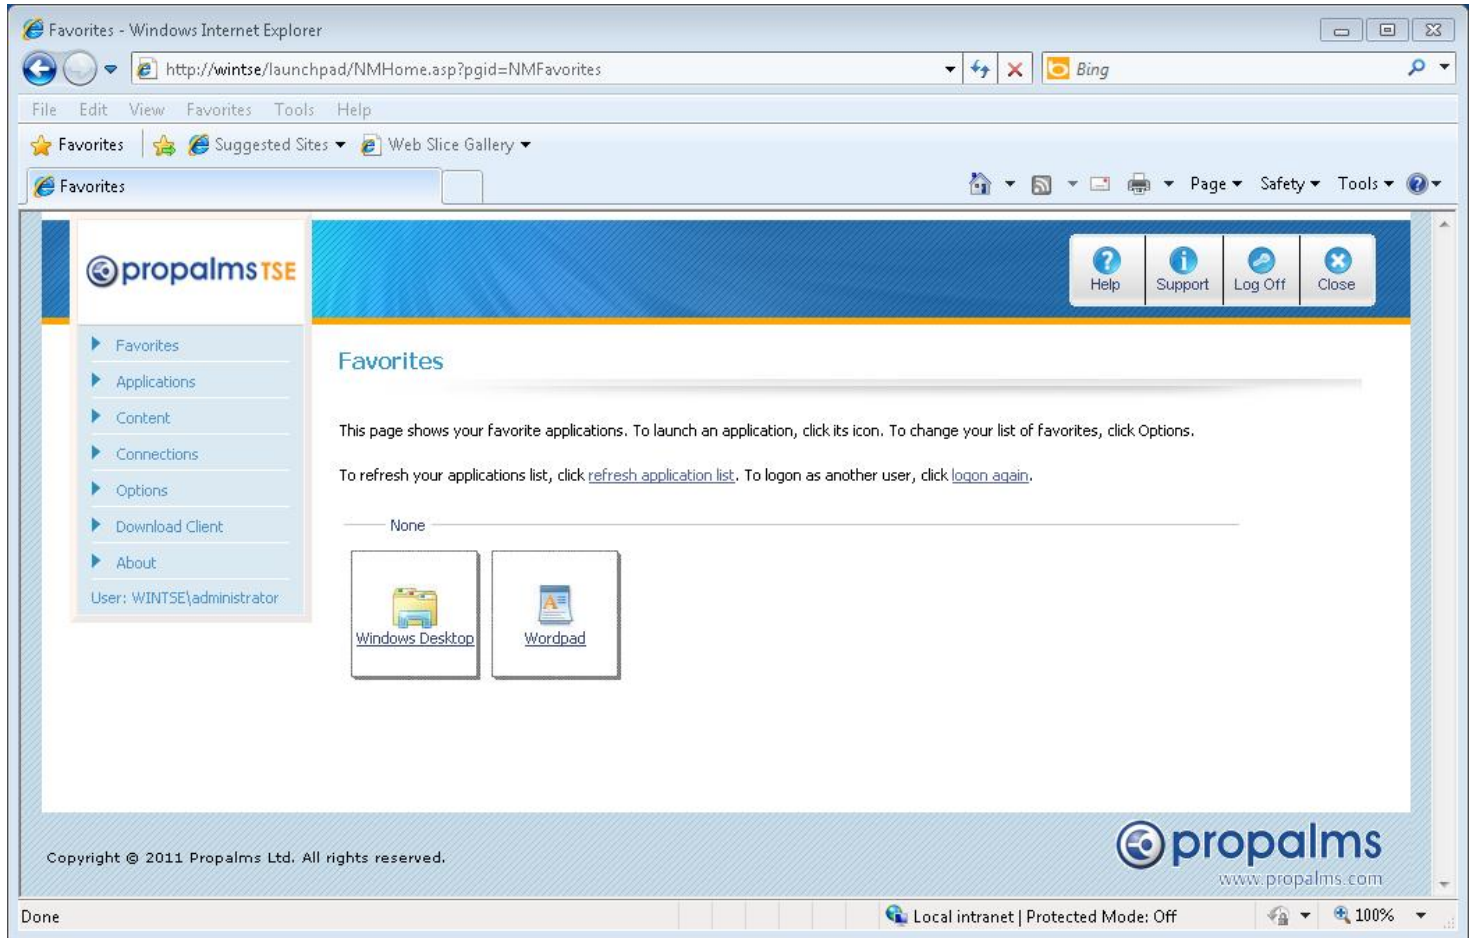 Favorites - Windows Internet Explorer
http://wintse/launchpad/NMHome.asp?pgid=NMFavorites
Bing
File Edit View Favorites Tools Help
Favorites Suggested Sites Web Slice Gallery
Favorites
Page Safety Tools
propalms TSE
Help Support Log Off Close
Favorites
Applications
Content
Connections
Options
Download Client
About
User: WINTSE\administrator
Favorites
This page shows your favorite applications. To launch an application, click its icon. To change your list of favorites, click Options.
To refresh your applications list, click refresh application list. To logon as another user, click logon again.
None
Windows Desktop Wordpad
Copyright @ 2011 Propalms Ltd. All rights reserved.
propalms
www.propalms.com
Done
Local intranet | Protected Mode: Off
100%